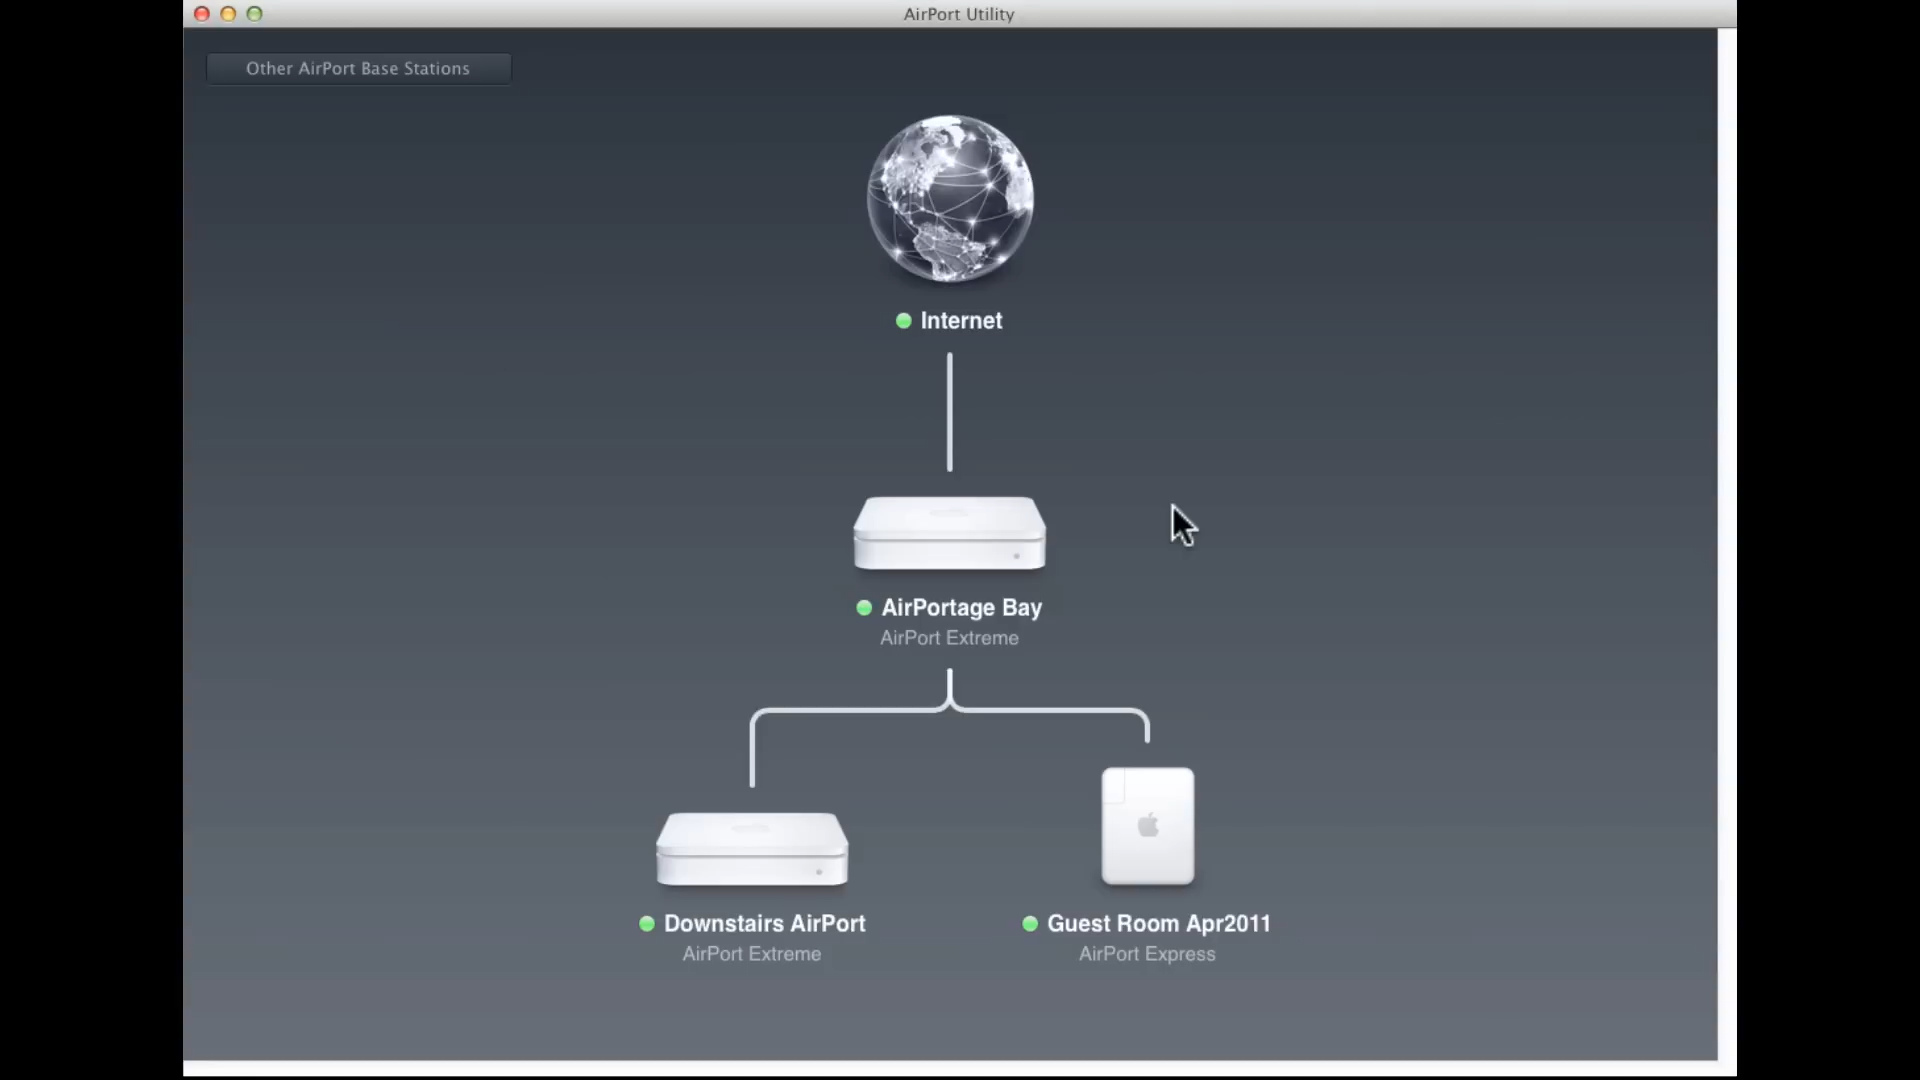 AirPort Utility
Other AirPort Base Stations
Internet
AirPortage Bay
AirPort Extreme
Downstairs AirPort
AirPort Extreme
Guest Room Apr2011
AirPort Express